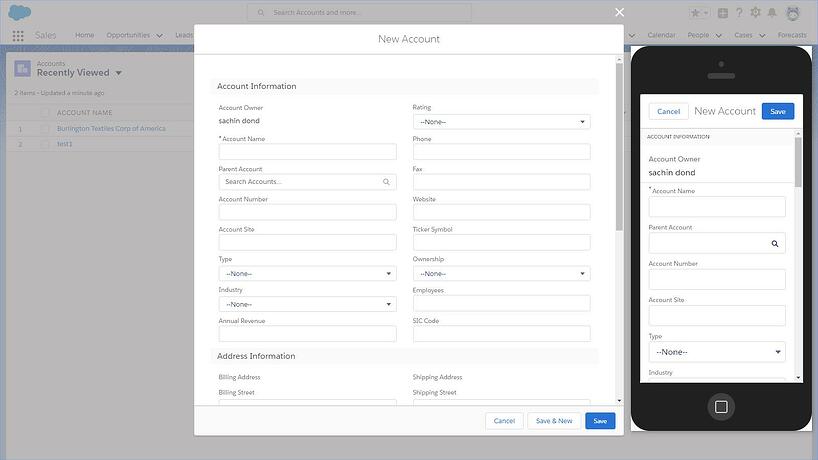 Search Accounts and more...
Sales
Home
Opportunities
Leads
Calendar
People
Cases
Forecasts
Accounts
Recently Viewed
2 items • Updated a minute ago
ACCOUNT NAME
1 Burlington Textiles Corp of America
2 test1
New Account
Account Information
Account Owner
sachin dond
Rating
--None--
*Account Name
Phone
Parent Account
Search Accounts...
Fax
Account Number
Website
Account Site
Ticker Symbol
Type
--None--
Ownership
--None--
Industry
--None--
Employees
Annual Revenue
SIC Code
Address Information
Billing Address
Shipping Address
Billing Street
Shipping Street
Cancel
Save & New
Save
Cancel
New Account
Save
ACCOUNT INFORMATION
Account Owner
sachin dond
*Account Name
Parent Account
Account Number
Account Site
Type
--None--
Industry